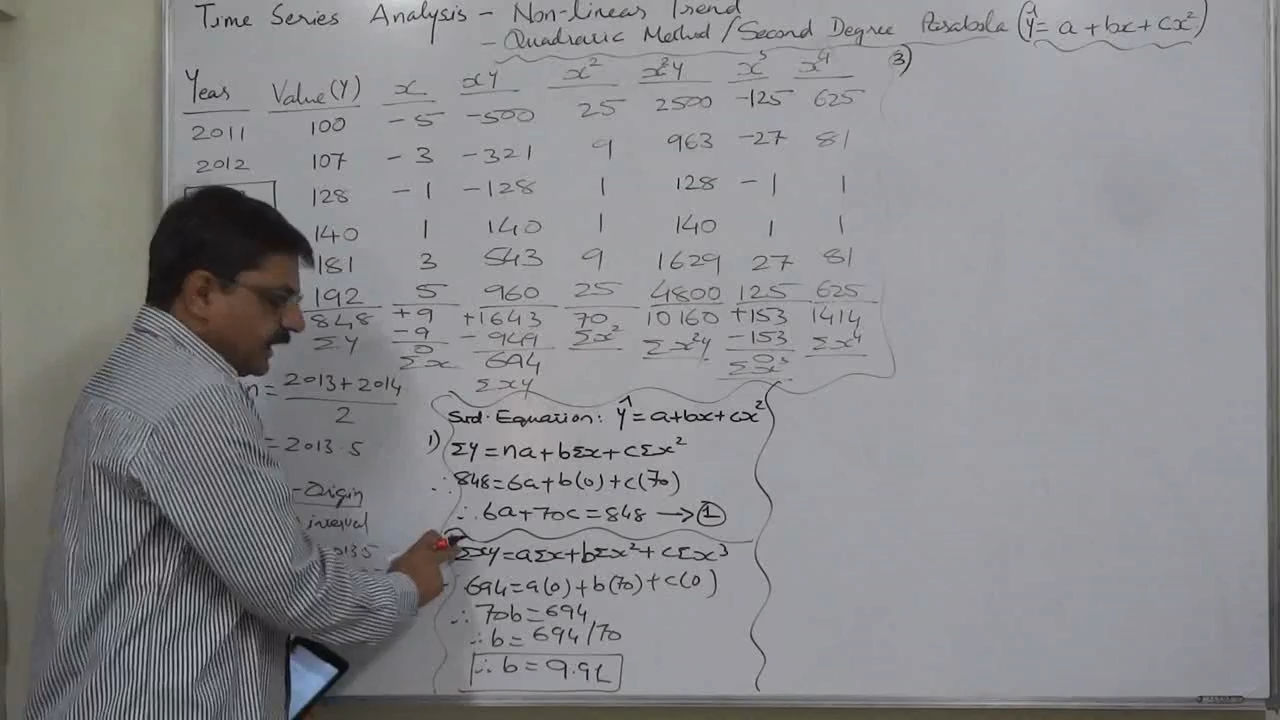 Time Series Analysis - Non-linear Trend
- Quadratic Method / Second Degree Parabola (Ŷ = a + bx + cx²)
Year Value (Y) x xy x² x²y x³ x⁴ 3)
2011 100 -5 -500 25 2500 -125 625
2012 107 -3 -321 9 963 -27 81
128 -1 -128 1 128 -1 1
140 1 140 1 140 1 1
181 3 543 9 1629 27 81
192 5 960 25 4800 125 625
848 +9 +1643 70 10160 +153 1414
ΣY -9 -949 Σx² Σx²y -153 Σx⁴
0 694 0
Σx Σxy Σx³
n = 2013 + 2014
2
= 2013.5
-Origin
interval
Std. Equation: Ŷ = a + bx + cx²
1) ΣY = na + bΣx + cΣx²
∴ 848 = 6a + b(0) + c(70)
∴ 6a + 70c = 848 → ①
Σxy = aΣx + bΣx² + cΣx³
694 = a(0) + b(70) + c(0)
∴ 70b = 694
∴ b = 694/70
∴ b = 9.91